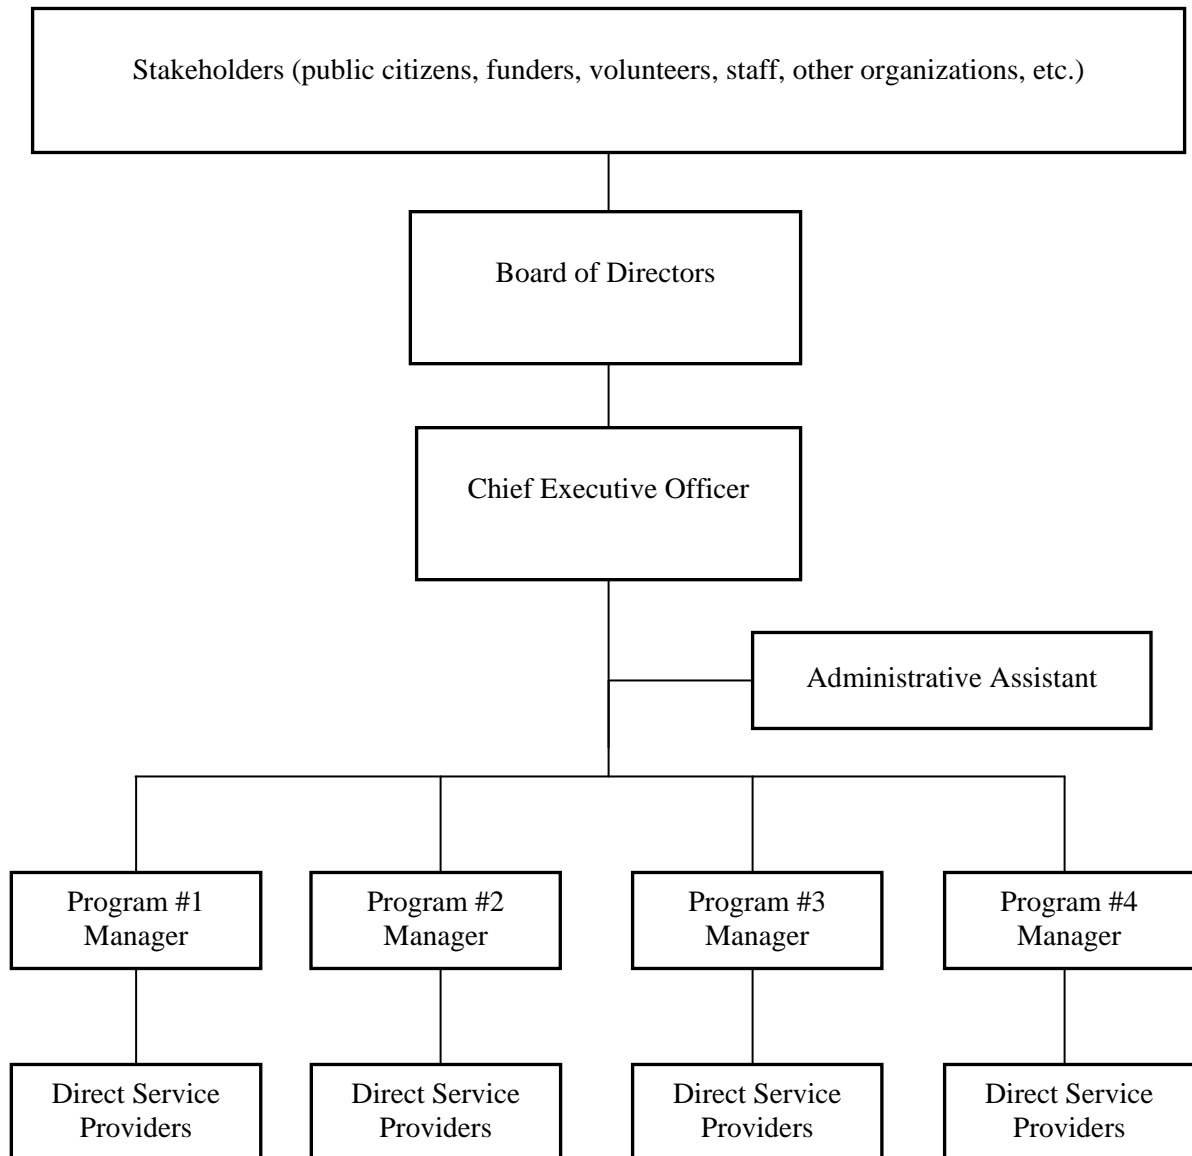 Stakeholders (public citizens, funders, volunteers, staff, other organizations, etc.)
Board of Directors
Chief Executive Officer
Administrative Assistant
Program #1
Manager
Program #2
Manager
Program #3
Manager
Program #4
Manager
Direct Service
Providers
Direct Service
Providers
Direct Service
Providers
Direct Service
Providers